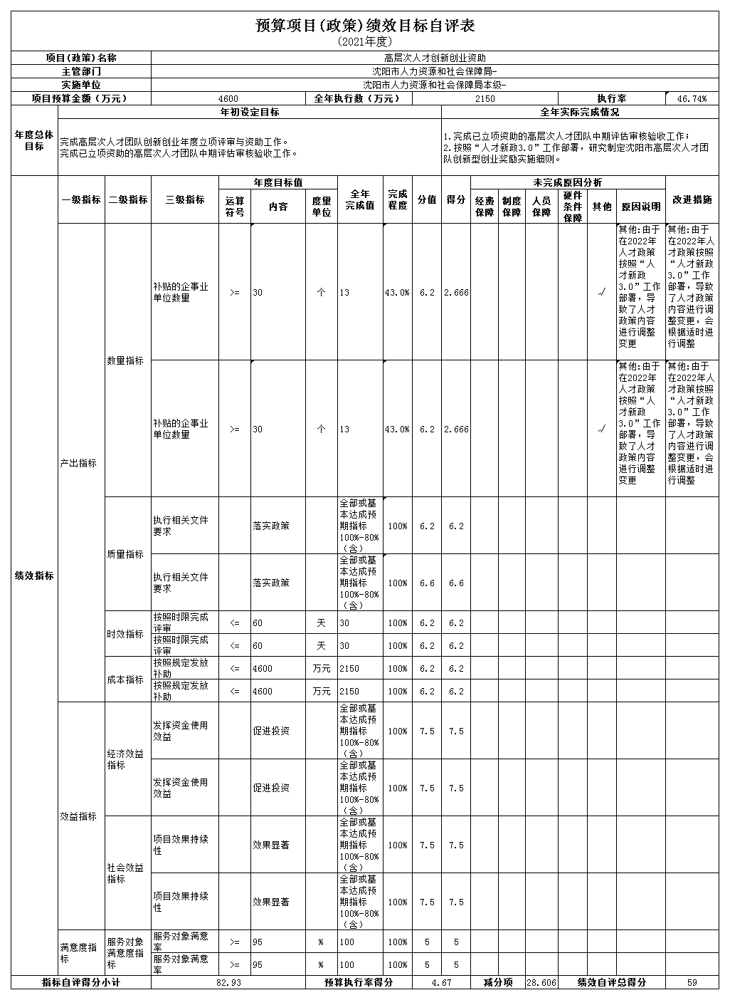 预算项目(政策)绩效目标自评表
(2021年度)
项目(政策)名称 高层次人才创新创业资助
主管部门 沈阳市人力资源和社会保障局-
实施单位 沈阳市人力资源和社会保障局本级-
项目预算金额(万元) 4600 全年执行数(万元) 2150 执行率 46.74%
年度总体目标 年初设定目标 全年实际完成情况
完成高层次人才团队创新创业年度立项评审与资助工作。
完成已立项资助的高层次人才团队中期评估审核验收工作。
1.完成已立项资助的高层次人才团队中期评估审核验收工作;
2.按照“人才新政3.0”工作部署,研究制定沈阳市高层次人才团
队创新型创业奖励实施细则。
绩效指标 一级指标 二级指标 三级指标 年度目标值 全年完成值 完成程度 分值 得分 未完成原因分析 改进措施
运算符号 内容 度量单位 经费保障 制度保障 人员保障 硬件条件保障 其他 原因说明
产出指标 数量指标 补贴的企事业单位数量 >= 30 个 13 43.0% 6.2 2.666 √ 其他:由于在2022年人才政策按照“人才新政3.0”工作部署,导致了人才政策内容进行调整变更 其他:由于在2022年人才政策按照“人才新政3.0”工作部署,导致了人才政策内容进行调整变更,会根据适时进行调整
补贴的企事业单位数量 >= 30 个 13 43.0% 6.2 2.666 √ 其他:由于在2022年人才政策按照“人才新政3.0”工作部署,导致了人才政策内容进行调整变更 其他:由于在2022年人才政策按照“人才新政3.0”工作部署,导致了人才政策内容进行调整变更,会根据适时进行调整
质量指标 执行相关文件要求 落实政策 全部或基本达成预期指标100%-80%(含) 100% 6.2 6.2
执行相关文件要求 落实政策 全部或基本达成预期指标100%-80%(含) 100% 6.6 6.6
时效指标 按照时限完成评审 <= 60 天 30 100% 6.2 6.2
按照时限完成评审 <= 60 天 30 100% 6.2 6.2
成本指标 按照规定发放补助 <= 4600 万元 2150 100% 6.2 6.2
按照规定发放补助 <= 4600 万元 2150 100% 6.2 6.2
效益指标 经济效益指标 发挥资金使用效益 促进投资 全部或基本达成预期指标100%-80%(含) 100% 7.5 7.5
发挥资金使用效益 促进投资 全部或基本达成预期指标100%-80%(含) 100% 7.5 7.5
社会效益指标 项目效果持续性 效果显著 全部或基本达成预期指标100%-80%(含) 100% 7.5 7.5
项目效果持续性 效果显著 全部或基本达成预期指标100%-80%(含) 100% 7.5 7.5
满意度指标 服务对象满意度指标 服务对象满意率 >= 95 % 100 100% 5 5
服务对象满意率 >= 95 % 100 100% 5 5
指标自评得分小计 82.93 预算执行率得分 4.67 减分项 28.606 绩效自评总得分 59